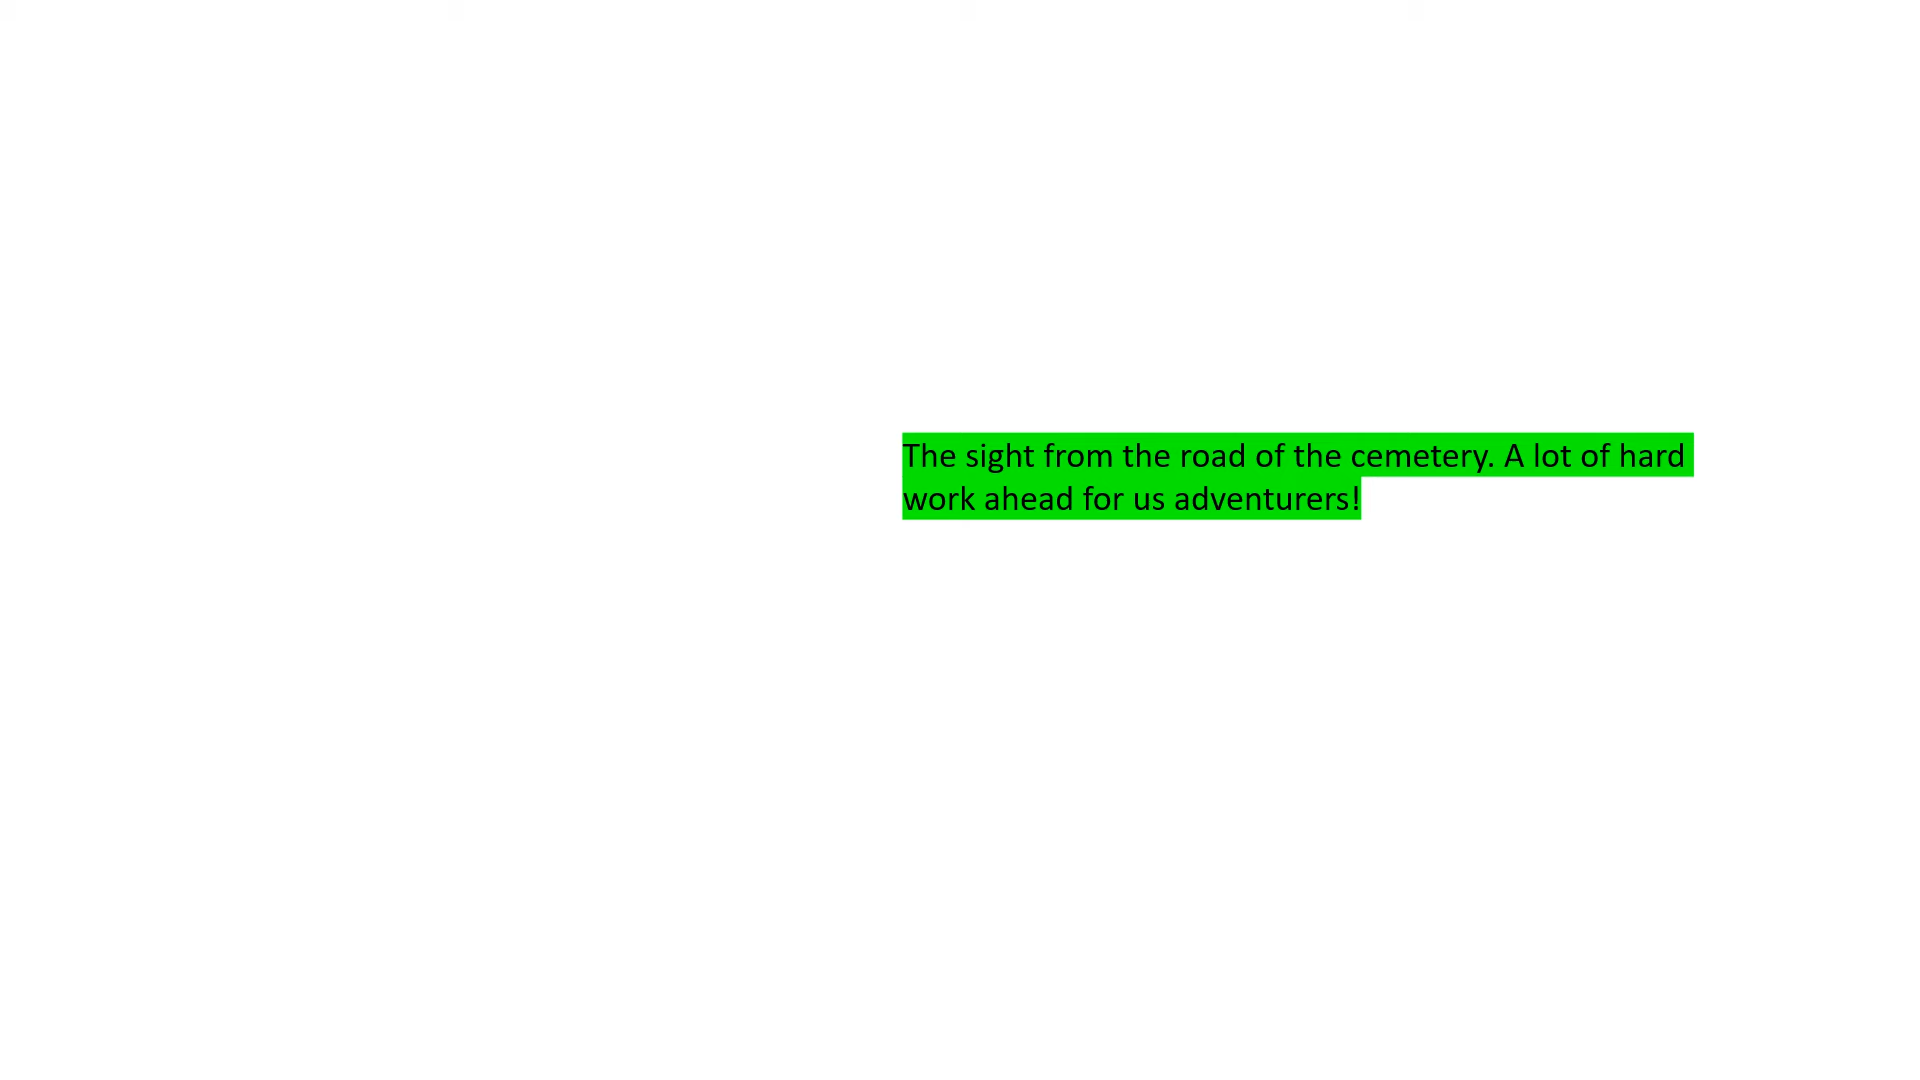 The sight from the road of the cemetery. A lot of hard
work ahead for us adventurers!